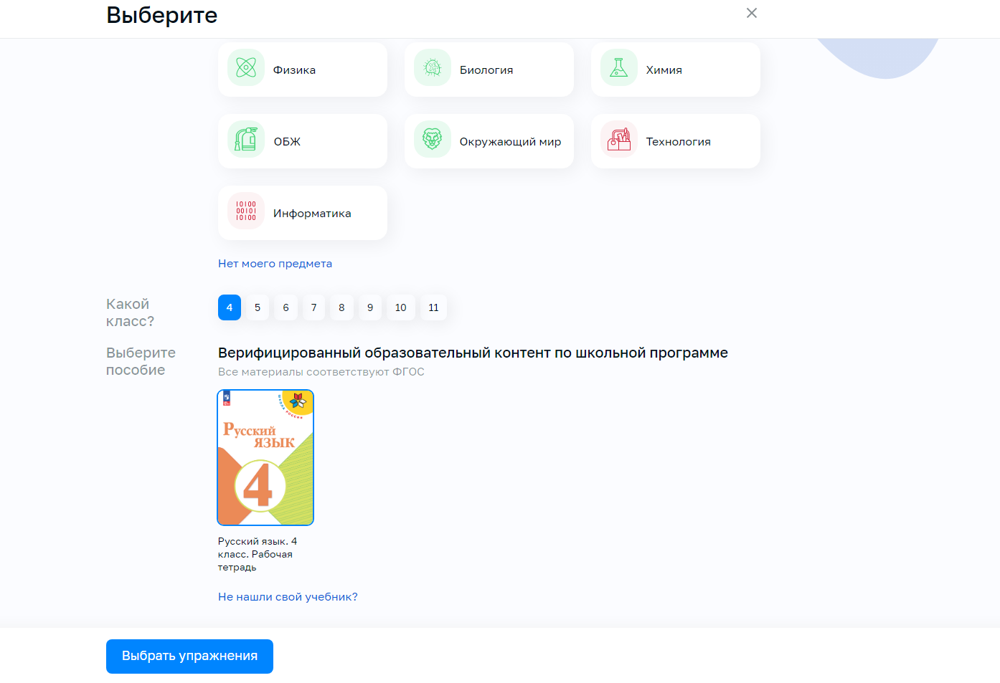 Выберите
Физика
Биология
Химия
ОБЖ
Окружающий мир
Технология
10100
00101
10100
Информатика
Нет моего предмета
Какой
класс?
4 5 6 7 8 9 10 11
Выберите
пособие
Верифицированный образовательный контент по школьной программе
Все материалы соответствуют ФГОС
ШКОЛА РОССИИ
Русский
ЯЗЫК
4
Русский язык. 4
класс. Рабочая
тетрадь
Не нашли свой учебник?
Выбрать упражнения